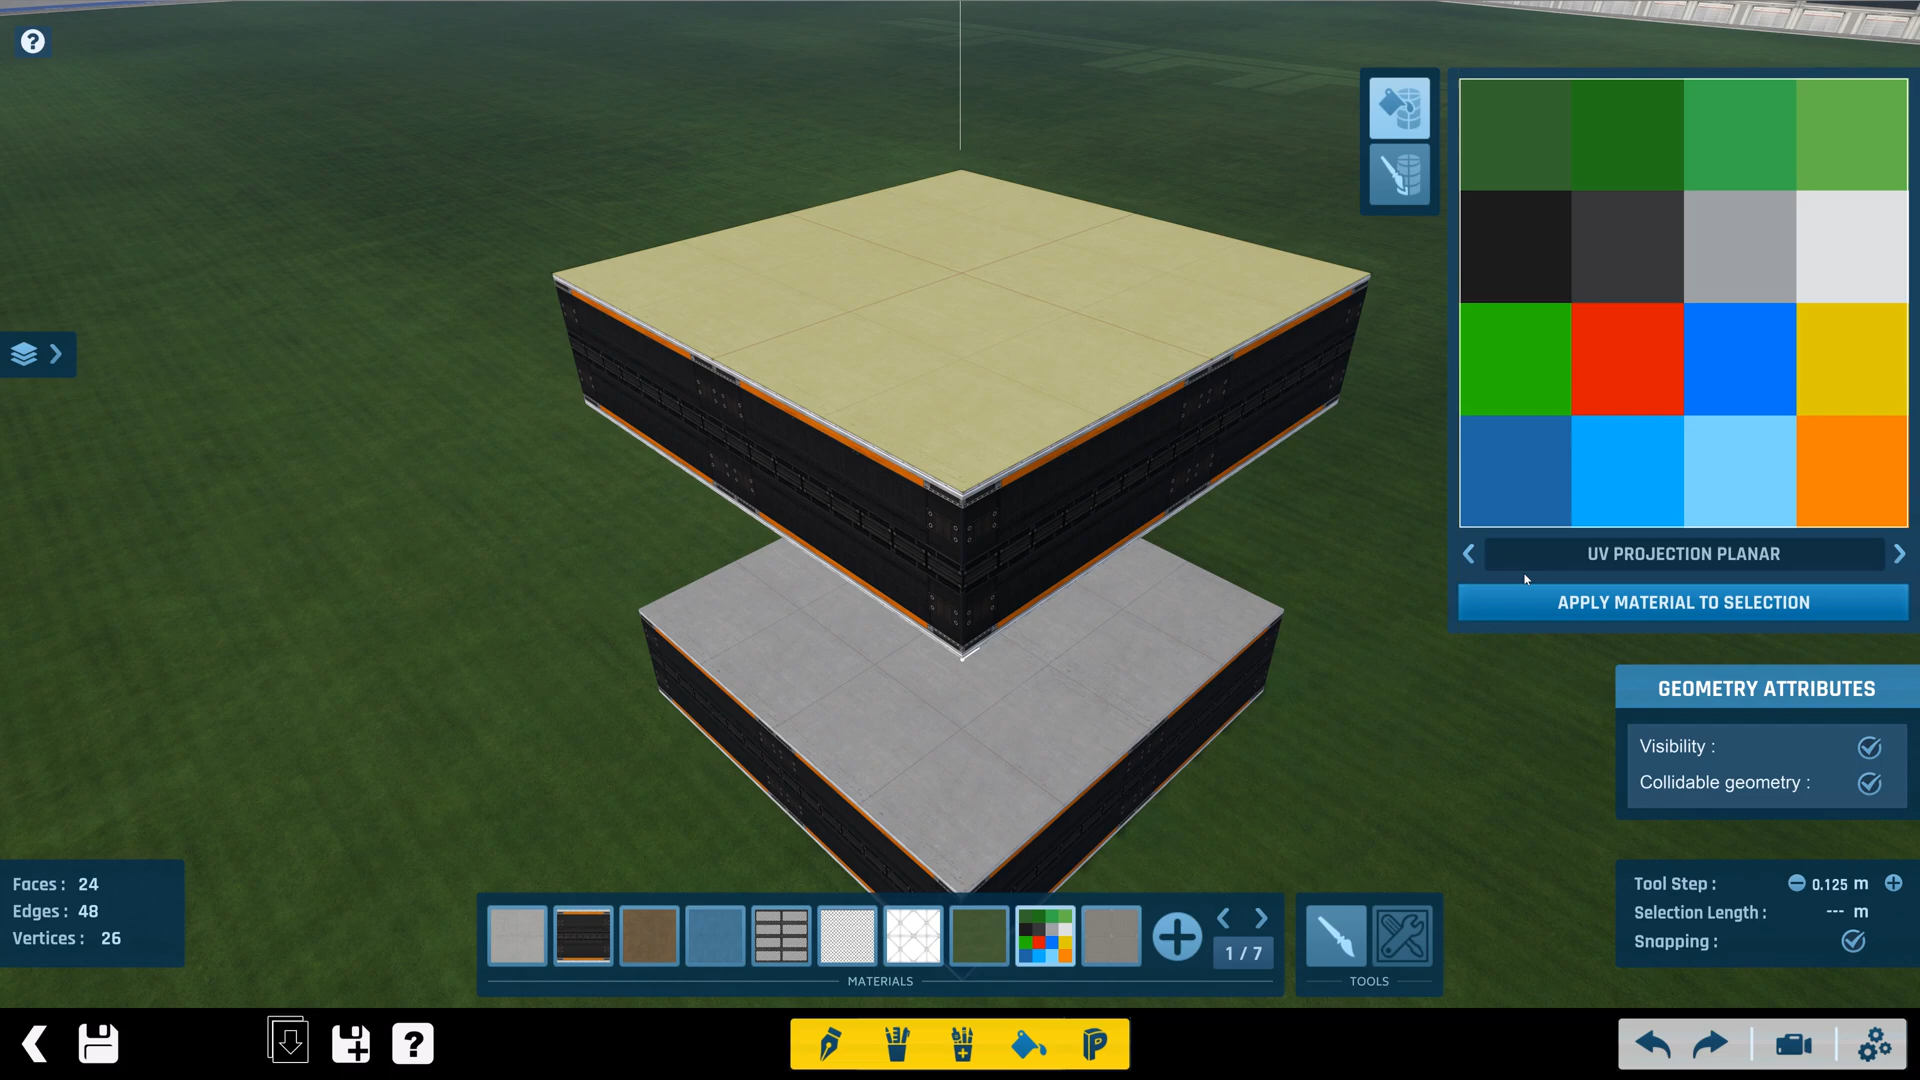 ?
UV PROJECTION PLANAR
APPLY MATERIAL TO SELECTION
GEOMETRY ATTRIBUTES
Visibility :
Collidable geometry :
Faces : 24
Edges : 48
Vertices : 26
Tool Step : 0.125 m
Selection Length : --- m
Snapping :
1 / 7
MATERIALS
TOOLS
?
P